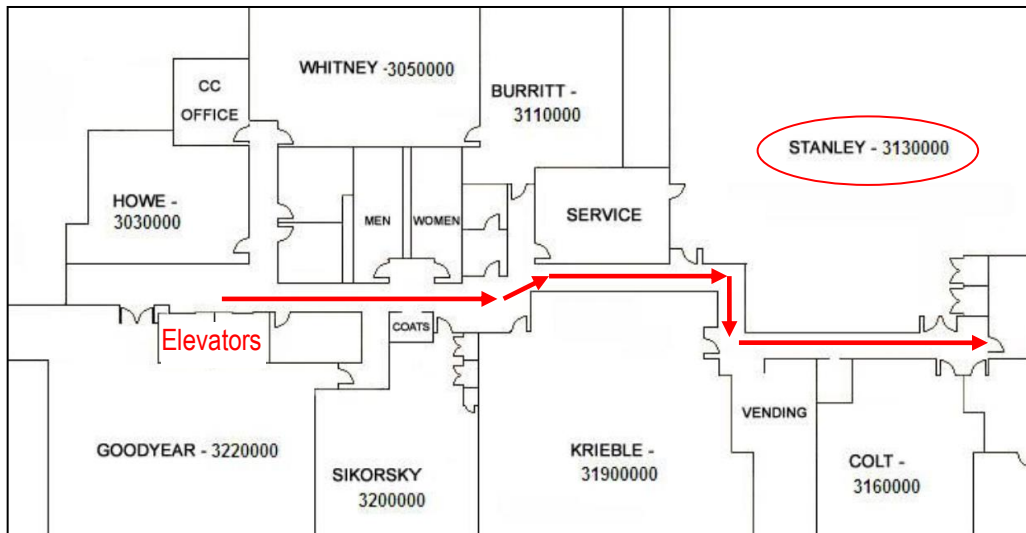 WHITNEY -3050000
CC
OFFICE
BURRITT -
3110000
STANLEY - 3130000
HOWE -
3030000
MEN
WOMEN
SERVICE
COATS
Elevators
VENDING
GOODYEAR - 3220000
SIKORSKY
3200000
KRIEBLE -
31900000
COLT -
3160000